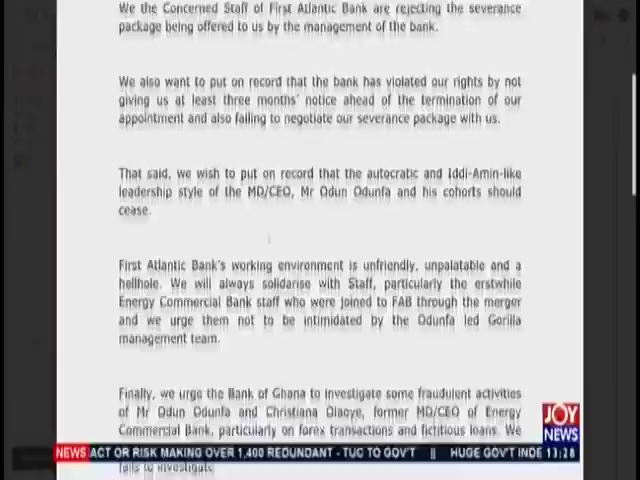 We the Concerned Staff of First Atlantic Bank are rejecting the severance
package being offered to us by the management of the bank.
We also want to put on record that the bank has violated our rights by not
giving us at least three months' notice ahead of the termination of our
appointment and also failing to negotiate our severance package with us.
That said, we wish to put on record that the autocratic and Iddi-Amin-like
leadership style of the MD/CEO, Mr Odun Odunfa and his cohorts should
cease.
First Atlantic Bank's working environment is unfriendly, unpalatable and a
hellhole. We will always solidarise with Staff, particularly the erstwhile
Energy Commercial Bank staff who were joined to FAB through the merger
and we urge them not to be intimidated by the Odunfa led Gorilla
management team.
Finally, we urge the Bank of Ghana to investigate some fraudulent activities
of Mr Odun Odunfa and Christiana Olaoye, former MD/CEO of Energy
Commercial Bank, particularly on forex transactions and fictitious loans. We
JOY
NEWS
NEWS ACT OR RISK MAKING OVER 1,400 REDUNDANT - TUC TO GOV'T || HUGE GOV'T INDE 13:28
fails to investigate